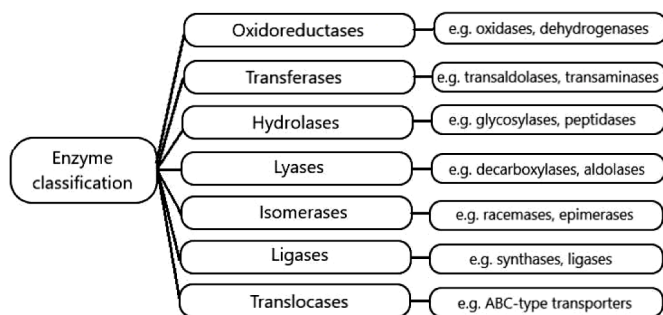 Oxidoreductases
e.g. oxidases, dehydrogenases
Transferases
e.g. transaldolases, transaminases
Hydrolases
e.g. glycosylases, peptidases
Enzyme
classification
Lyases
e.g. decarboxylases, aldolases
Isomerases
e.g. racemases, epimerases
Ligases
e.g. synthases, ligases
Translocases
e.g. ABC-type transporters